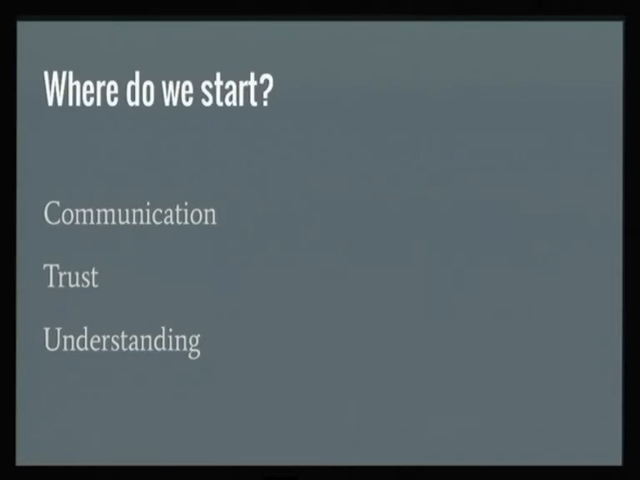 Where do we start?
Communication
Trust
Understanding